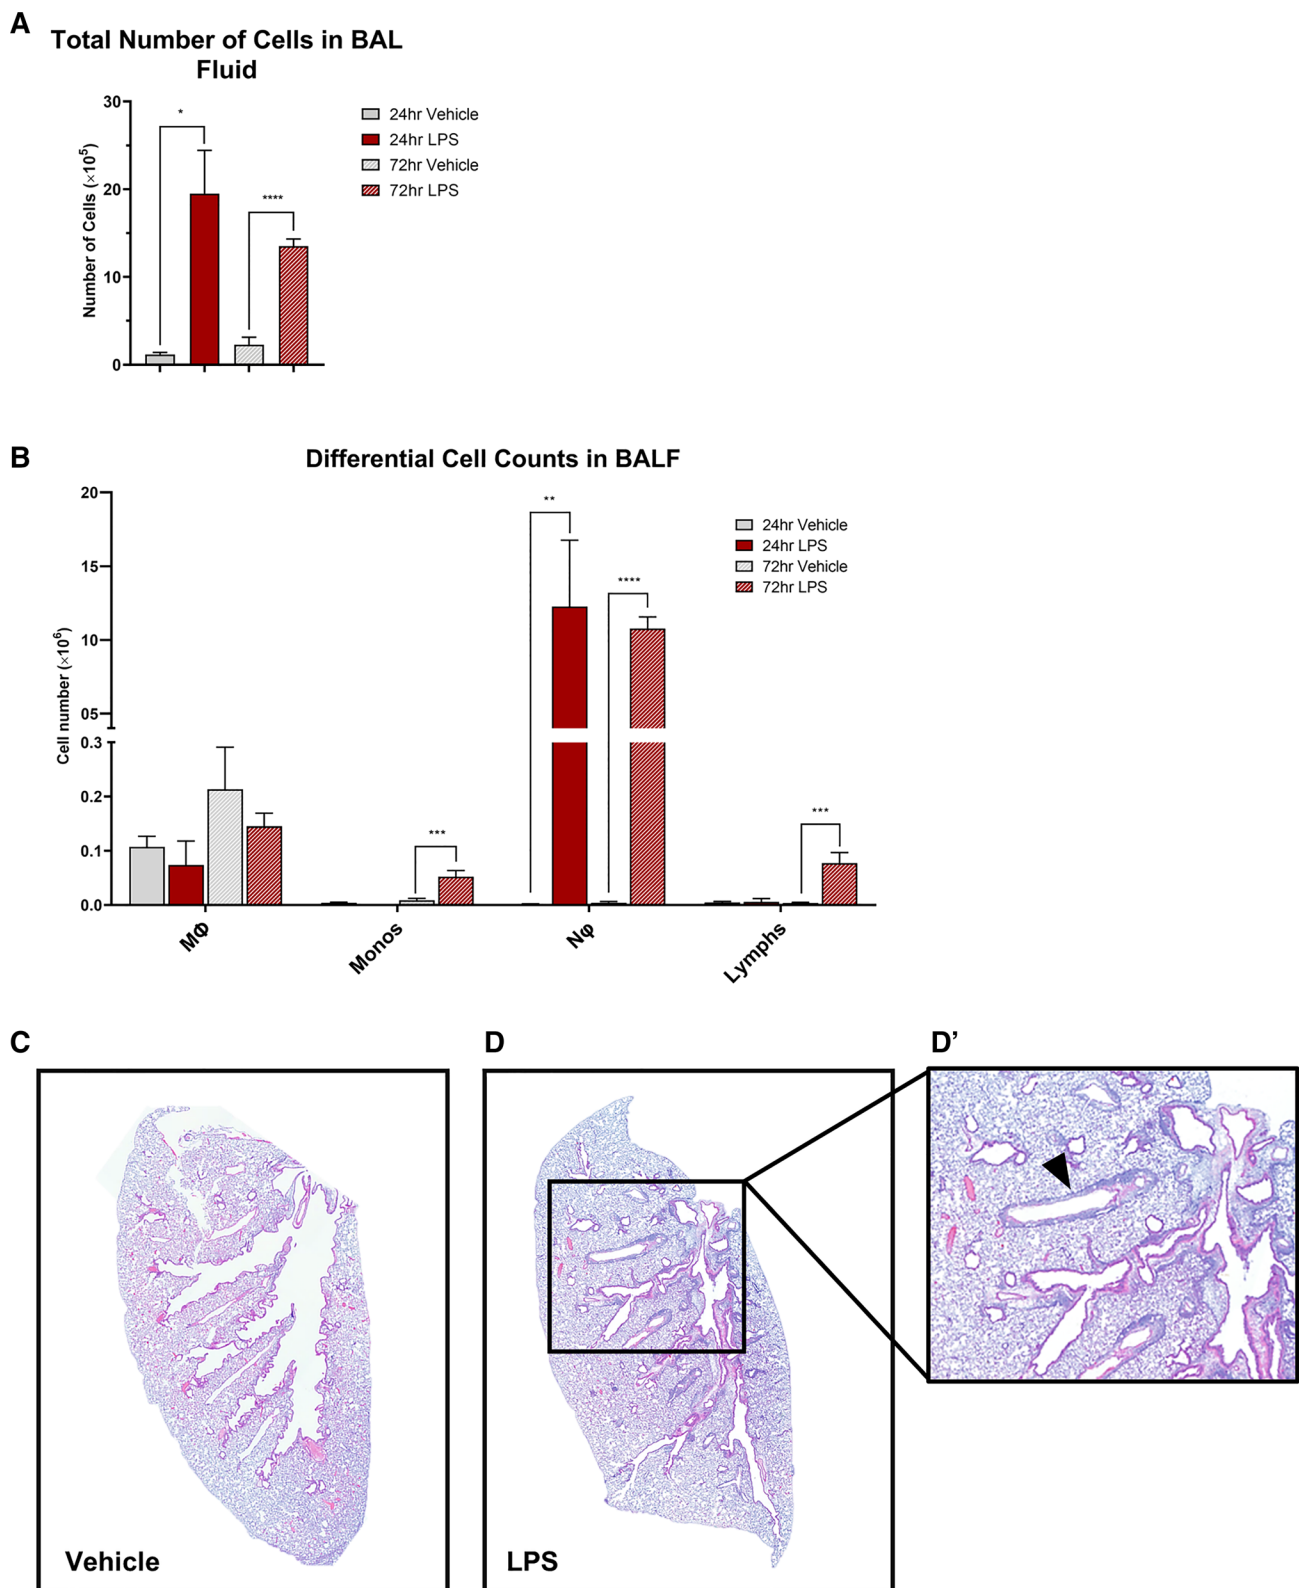 A
Total Number of Cells in BAL
Fluid
Number of Cells (×10⁵)
30
20
10
0
*
****
24hr Vehicle
24hr LPS
72hr Vehicle
72hr LPS
B
Differential Cell Counts in BALF
Cell number (×10⁶)
20
15
10
05
0.3
0.2
0.1
0.0
***
**
****
***
24hr Vehicle
24hr LPS
72hr Vehicle
72hr LPS
MΦ
Monos
Nφ
Lymphs
C
D
D’
Vehicle
LPS